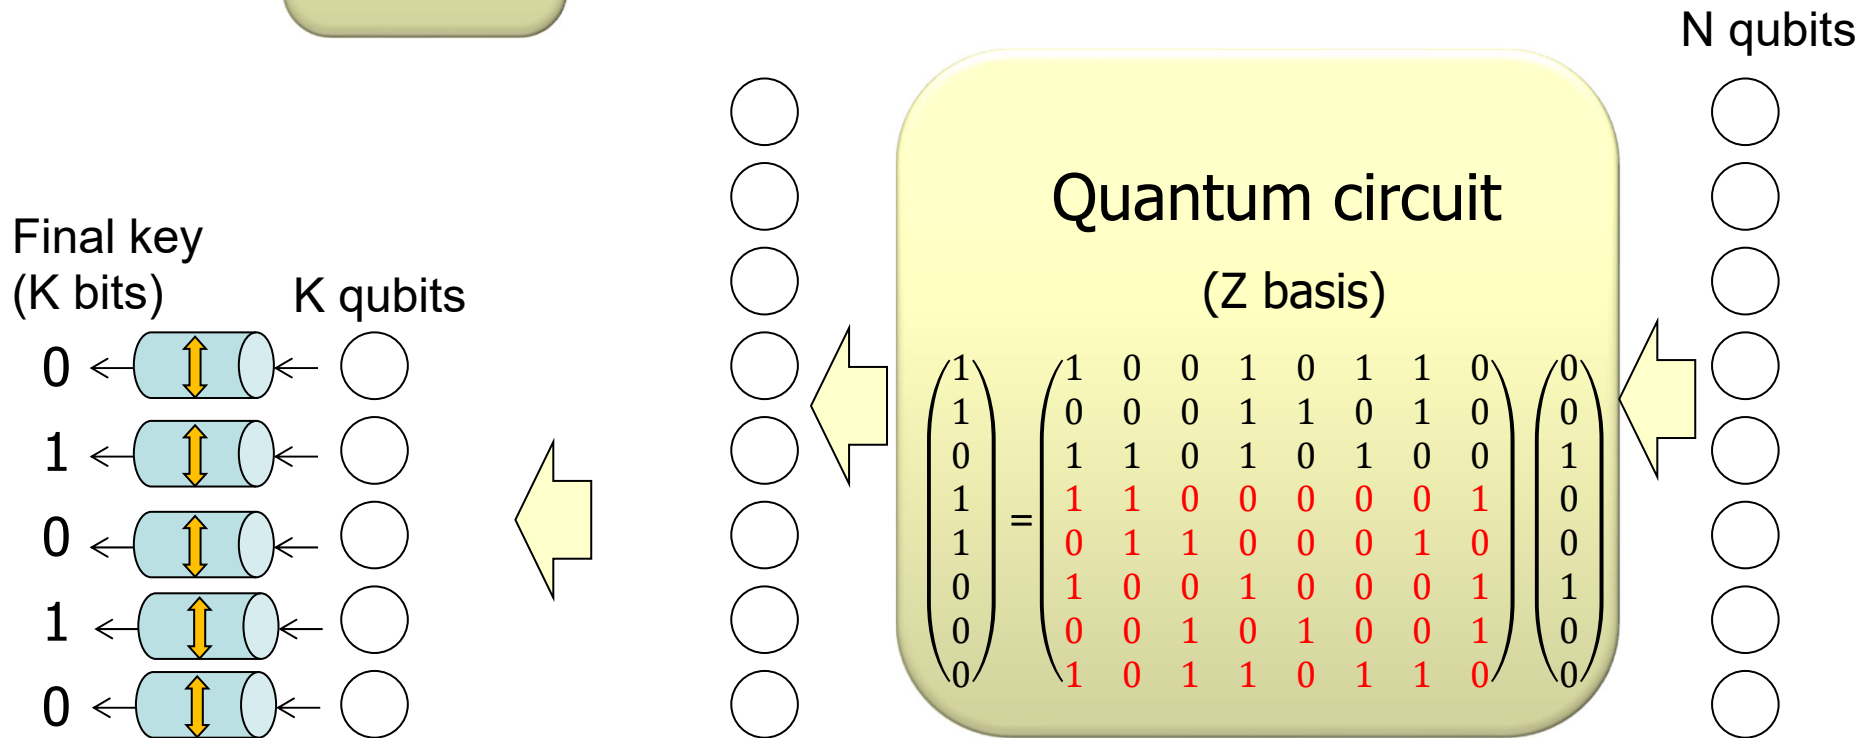 N qubits
Quantum circuit
(Z basis)
Final key
(K bits)
K qubits
0
1
0
1
0
1 1 0 0 1 0 1 1 0 0
1 0 0 0 1 1 0 1 0 0
0 1 1 0 1 0 1 0 0 1
1 = 1 1 0 0 0 0 0 1 0
1 0 1 1 0 0 0 1 0 0
0 1 0 0 1 0 0 0 1 1
0 0 0 1 0 1 0 0 1 0
0 1 0 1 1 0 1 1 0 0